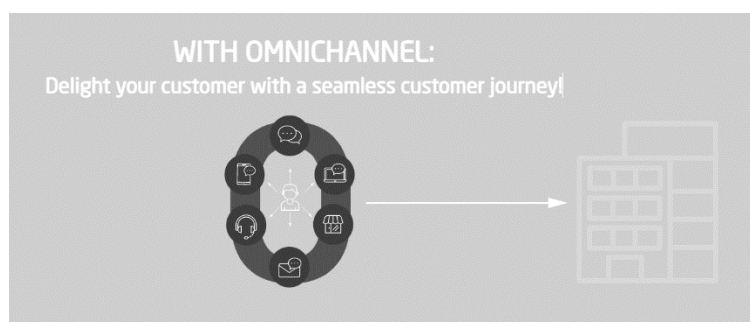 WITH OMNICHANNEL:
Delight your customer with a seamless customer journey!